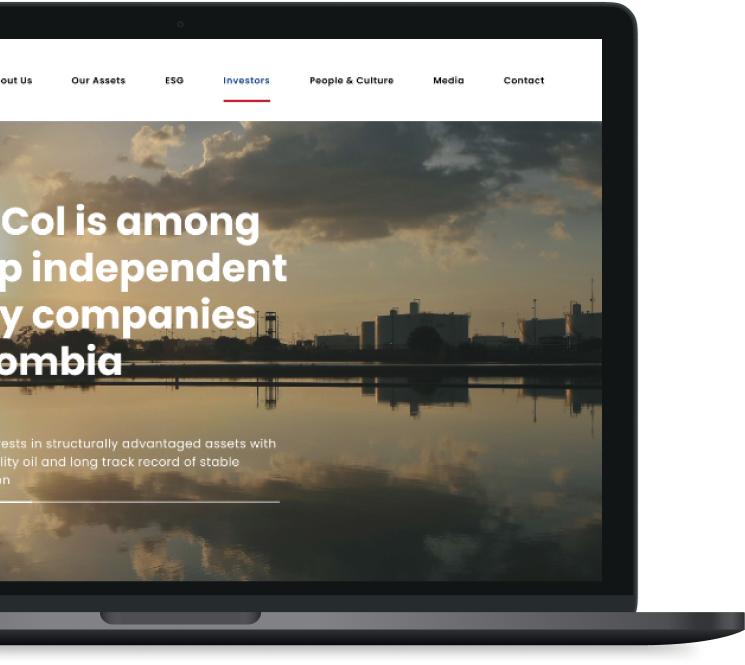 out Us Our Assets ESG Investors People & Culture Media Contact
Col is among
p independent
y companies
ombia
ests in structurally advantaged assets with
lity oil and long track record of stable
n